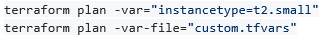 terraform plan -var="instancetype=t2.small"
terraform plan -var-file="custom.tfvars"